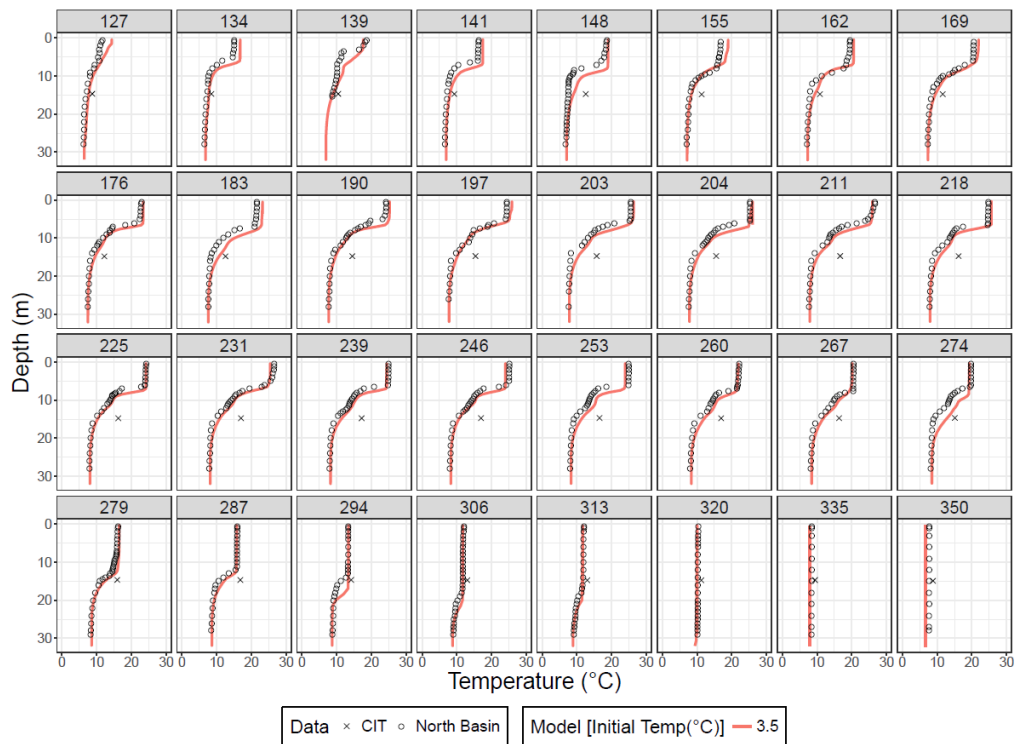 127 134 139 141 148 155 162 169
0
10
20
30
176 183 190 197 203 204 211 218
0
10
20
30
Depth (m)
225 231 239 246 253 260 267 274
0
10
20
30
279 287 294 306 313 320 335 350
0
10
20
30
0 10 20 30 0 10 20 30 0 10 20 30 0 10 20 30 0 10 20 30 0 10 20 30 0 10 20 30 0 10 20 30
Temperature (°C)
Data × CIT ○ North Basin Model [Initial Temp(°C)] 3.5